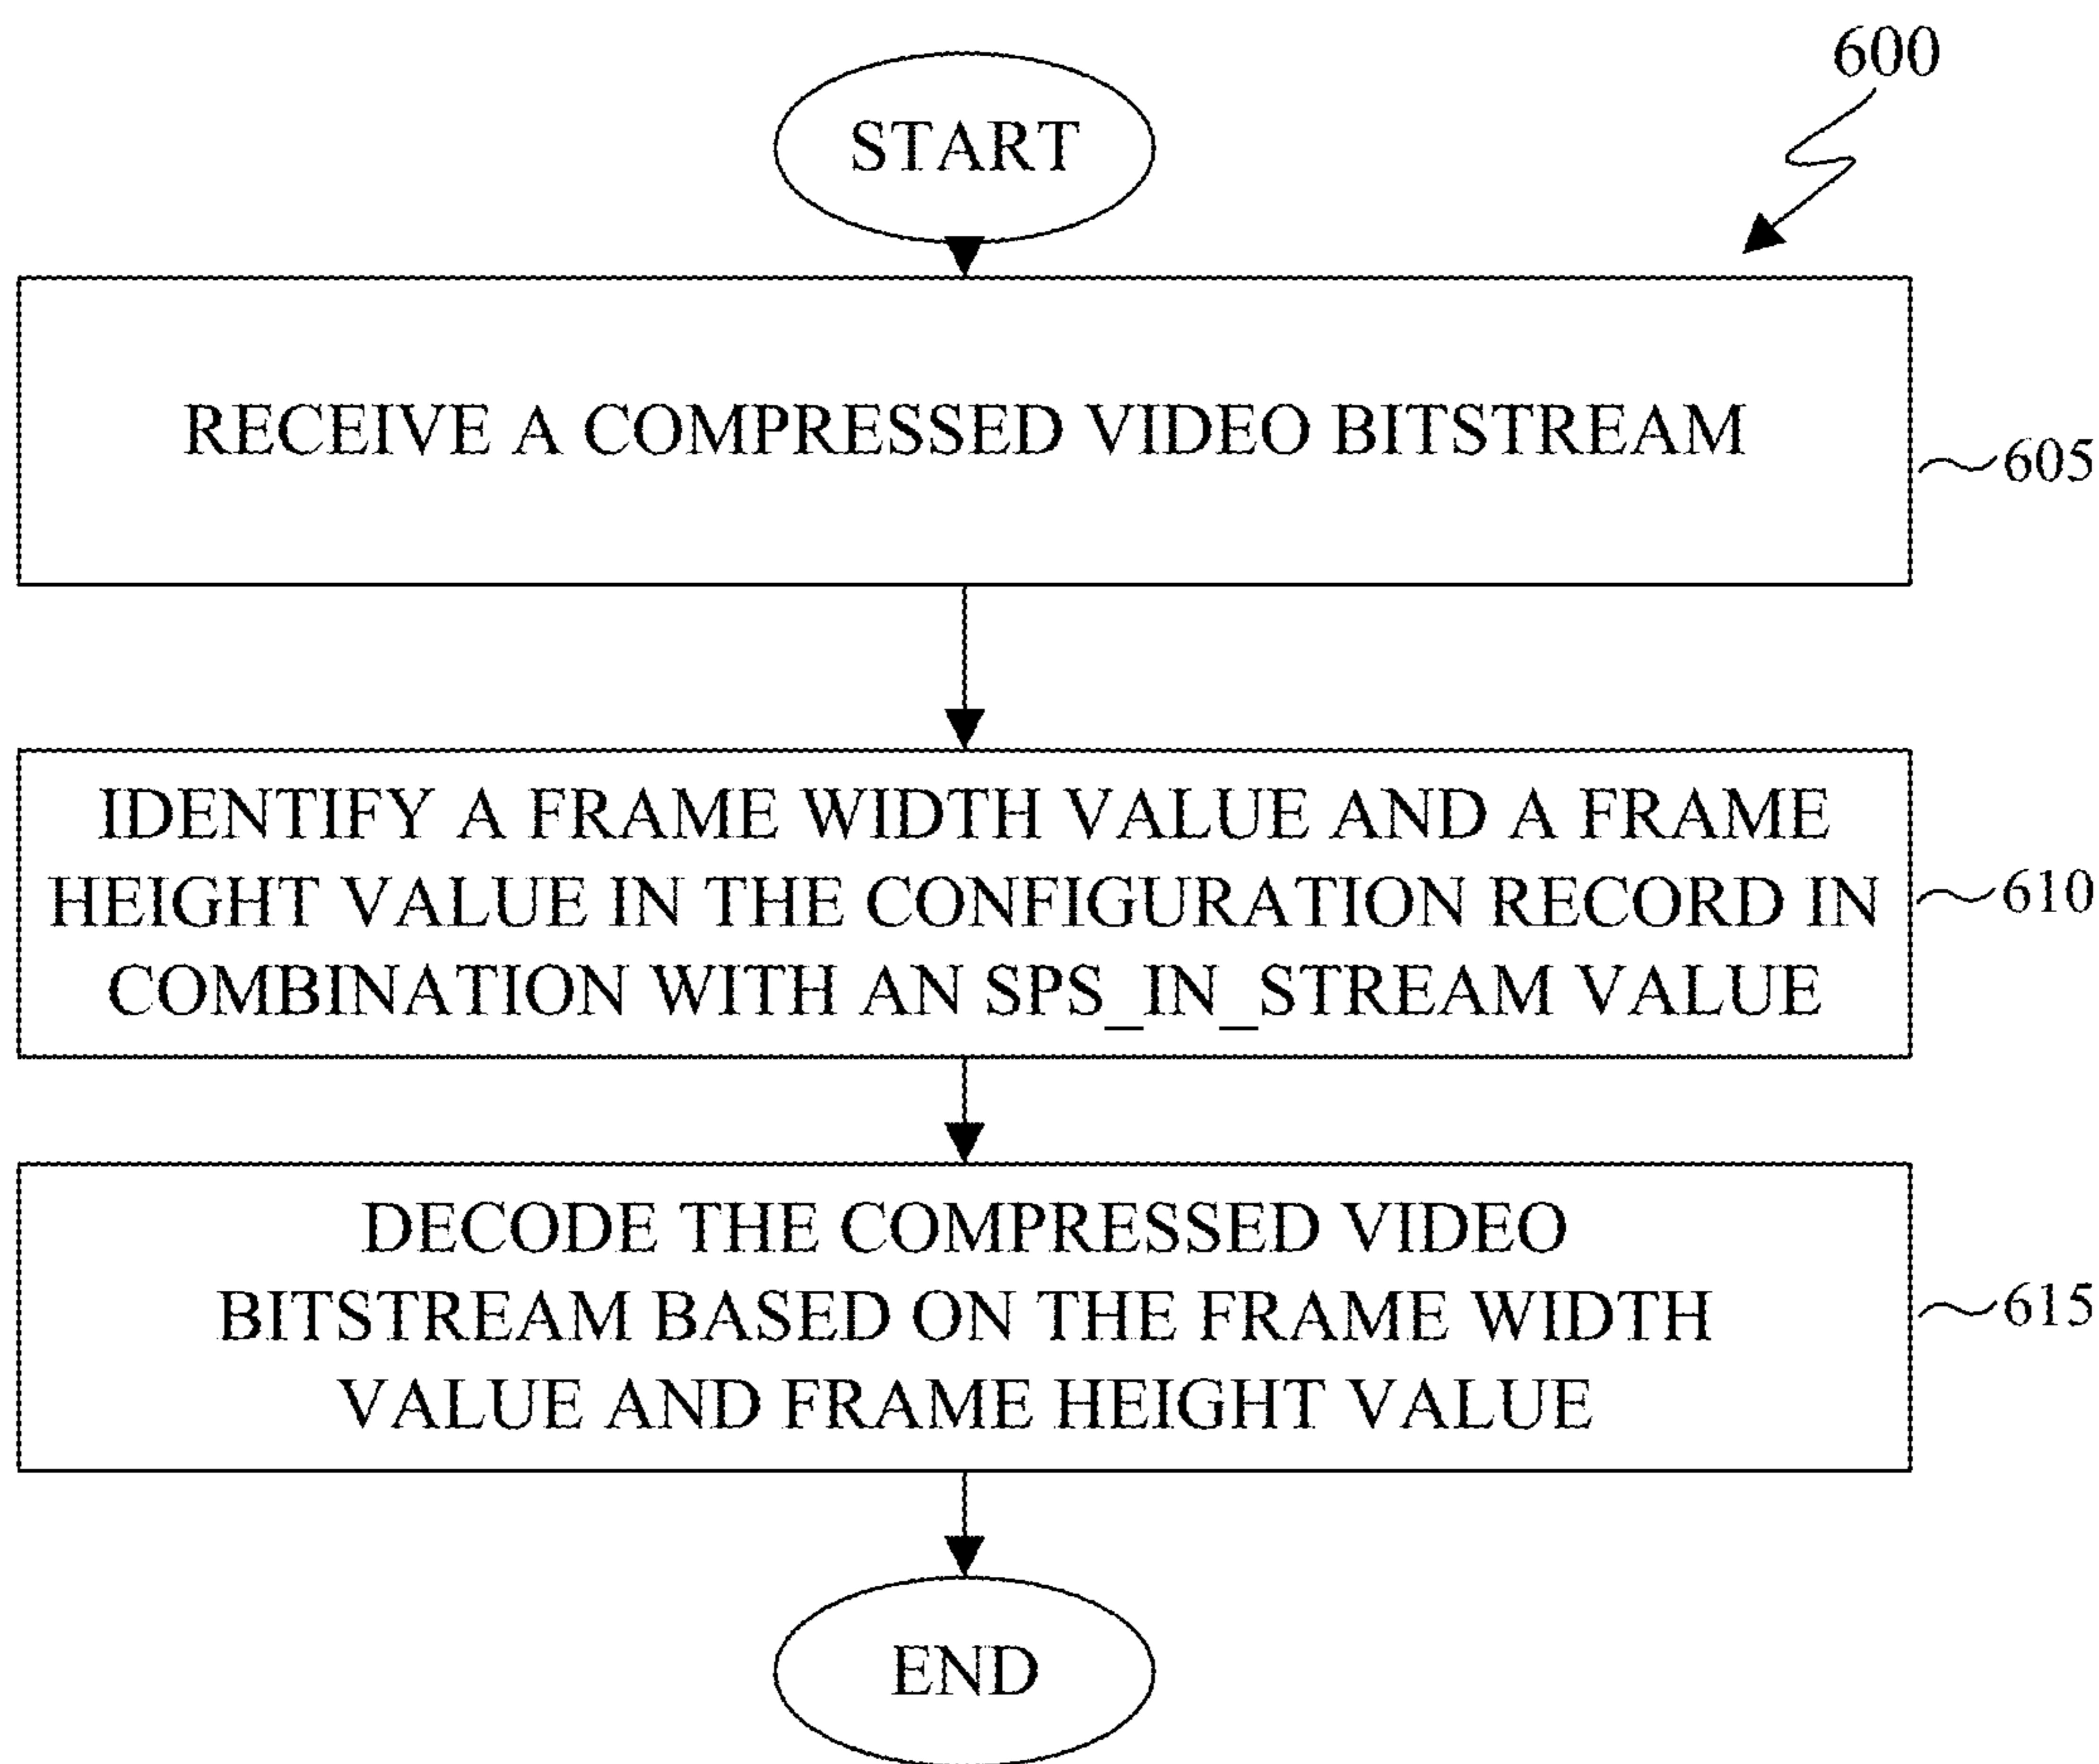 600
START
RECEIVE A COMPRESSED VIDEO BITSTREAM
605
IDENTIFY A FRAME WIDTH VALUE AND A FRAME
HEIGHT VALUE IN THE CONFIGURATION RECORD IN
COMBINATION WITH AN SPS_IN_STREAM VALUE
610
DECODE THE COMPRESSED VIDEO
BITSTREAM BASED ON THE FRAME WIDTH
VALUE AND FRAME HEIGHT VALUE
615
END